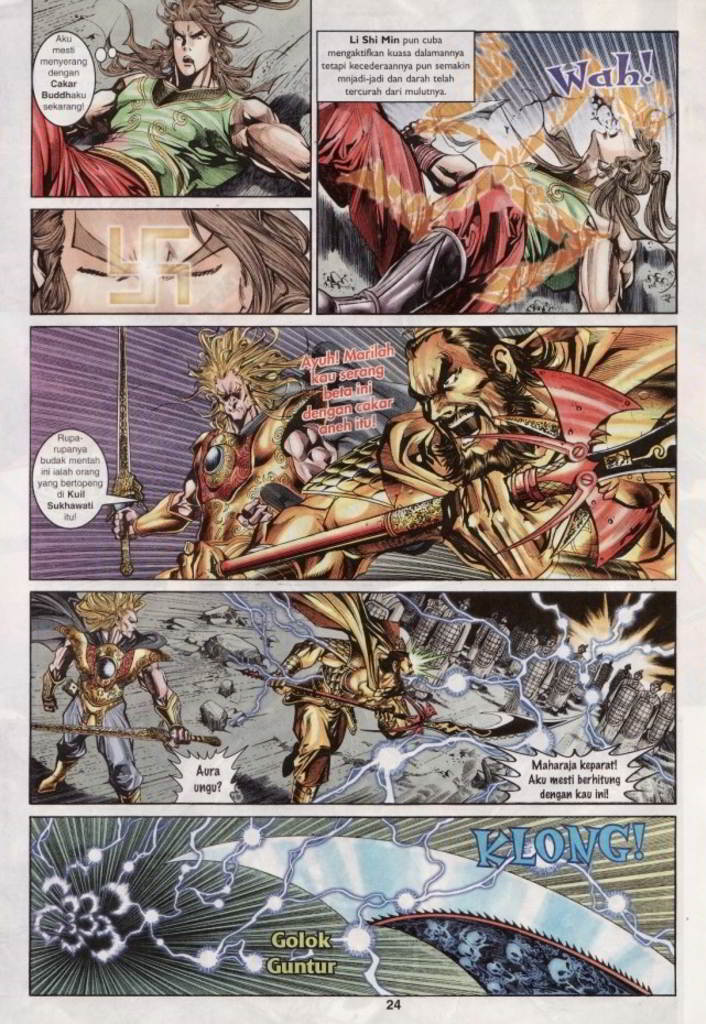 Aku
mesti
menyerang
dengan
Cakar
Buddhaku
sekarang!
Li Shi Min pun cuba
mengaktifkan kuasa dalamannya
tetapi keparahannya pun semakin
mnjadi-jadi dan darah telah
tercurah dari mulutnya.
Wah!
Ayuh! Marilah
kau serang
beta ini
dengan cakar
aneh itu!
Rupa-
rupanya
budak mentah
ini ialah orang
yang bertopeng
di Kuil
Sukhawati
itu!
Aura
ungu?
Maharaja keparat!
Aku mesti berhitung
dengan kau ini!
KLONG!
Golok
Guntur
24